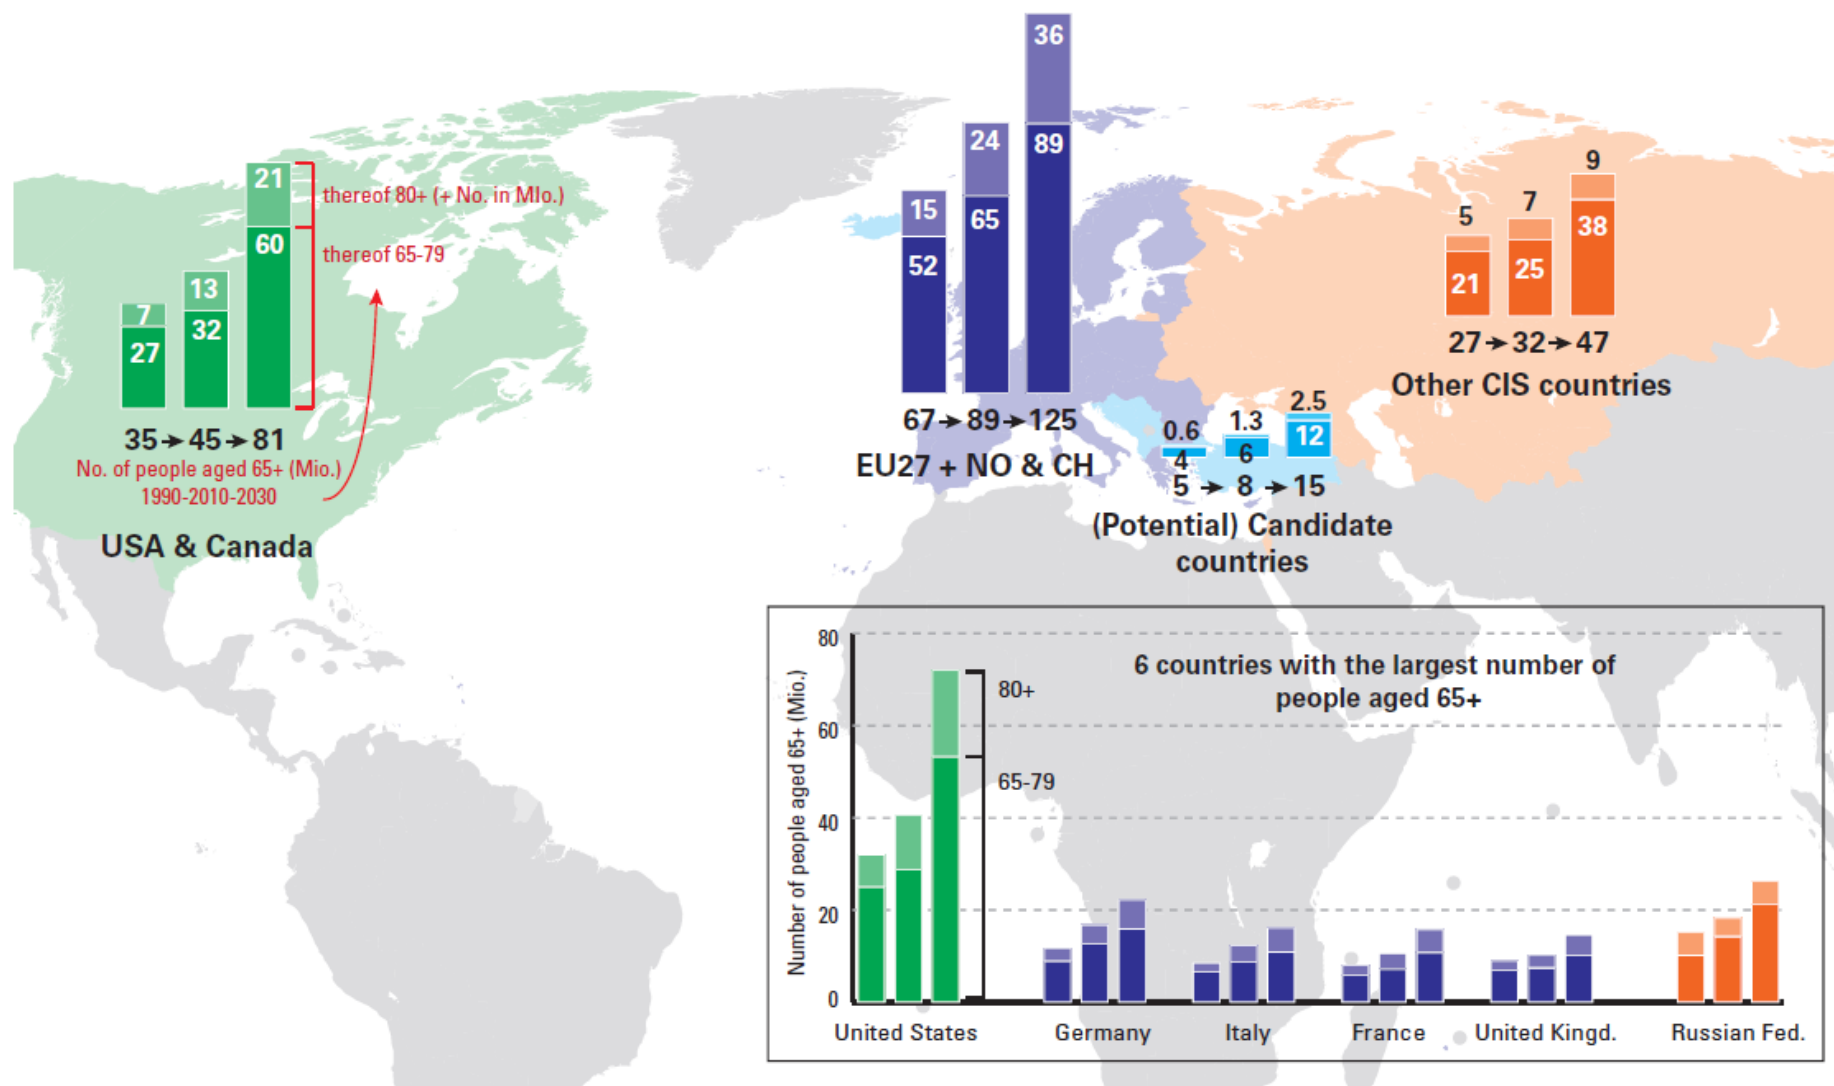 21
thereof 80+ (+ No. in Mlo.)
60
thereof 65-79
7
27
13
32
35→45→81
No. of people aged 65+ (Mio.)
1990-2010-2030
USA & Canada
36
24
89
15
65
52
67→89→125
EU27 + NO & CH
0.6
1.3
2.5
4
6
12
5→8→15
(Potential) Candidate
countries
9
7
5
38
25
21
27→32→47
Other CIS countries
6 countries with the largest number of
people aged 65+
Number of people aged 65+ (Mio.)
80
60
40
20
0
80+
65-79
United States
Germany
Italy
France
United Kingd.
Russian Fed.